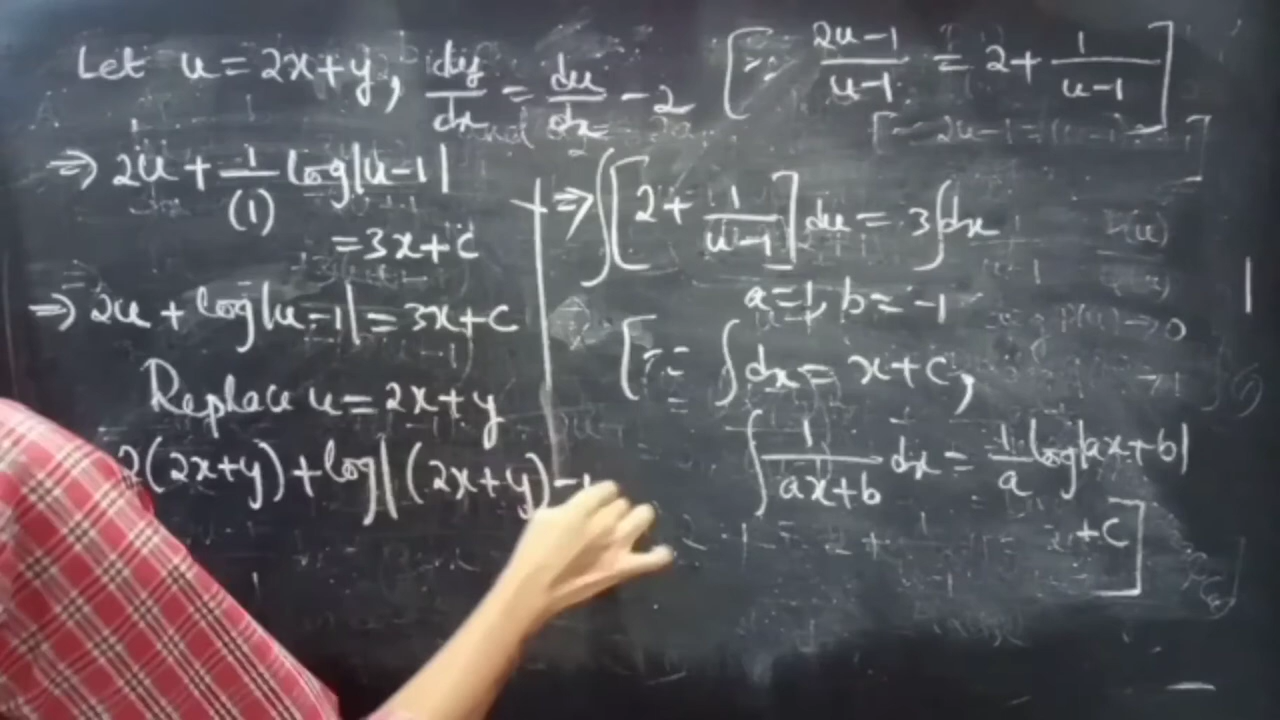 Let u = 2x + y, dy/dx = du/dx - 2
[∵ (2u-1)/(u-1) = 2 + 1/(u-1)]
⇒ 2u + 1/(1) log|u-1|
= 3x + c
⇒ 2u + log|u-1| = 3x + c
Replace u = 2x + y
2(2x+y) + log|(2x+y) -
⇒ ∫[2 + 1/(u-1)] du = 3∫dx
a = 1, b = -1
[∵ ∫dx = x + c,
∫ 1/(ax+b) dx = 1/a log|ax+b|
+ c]